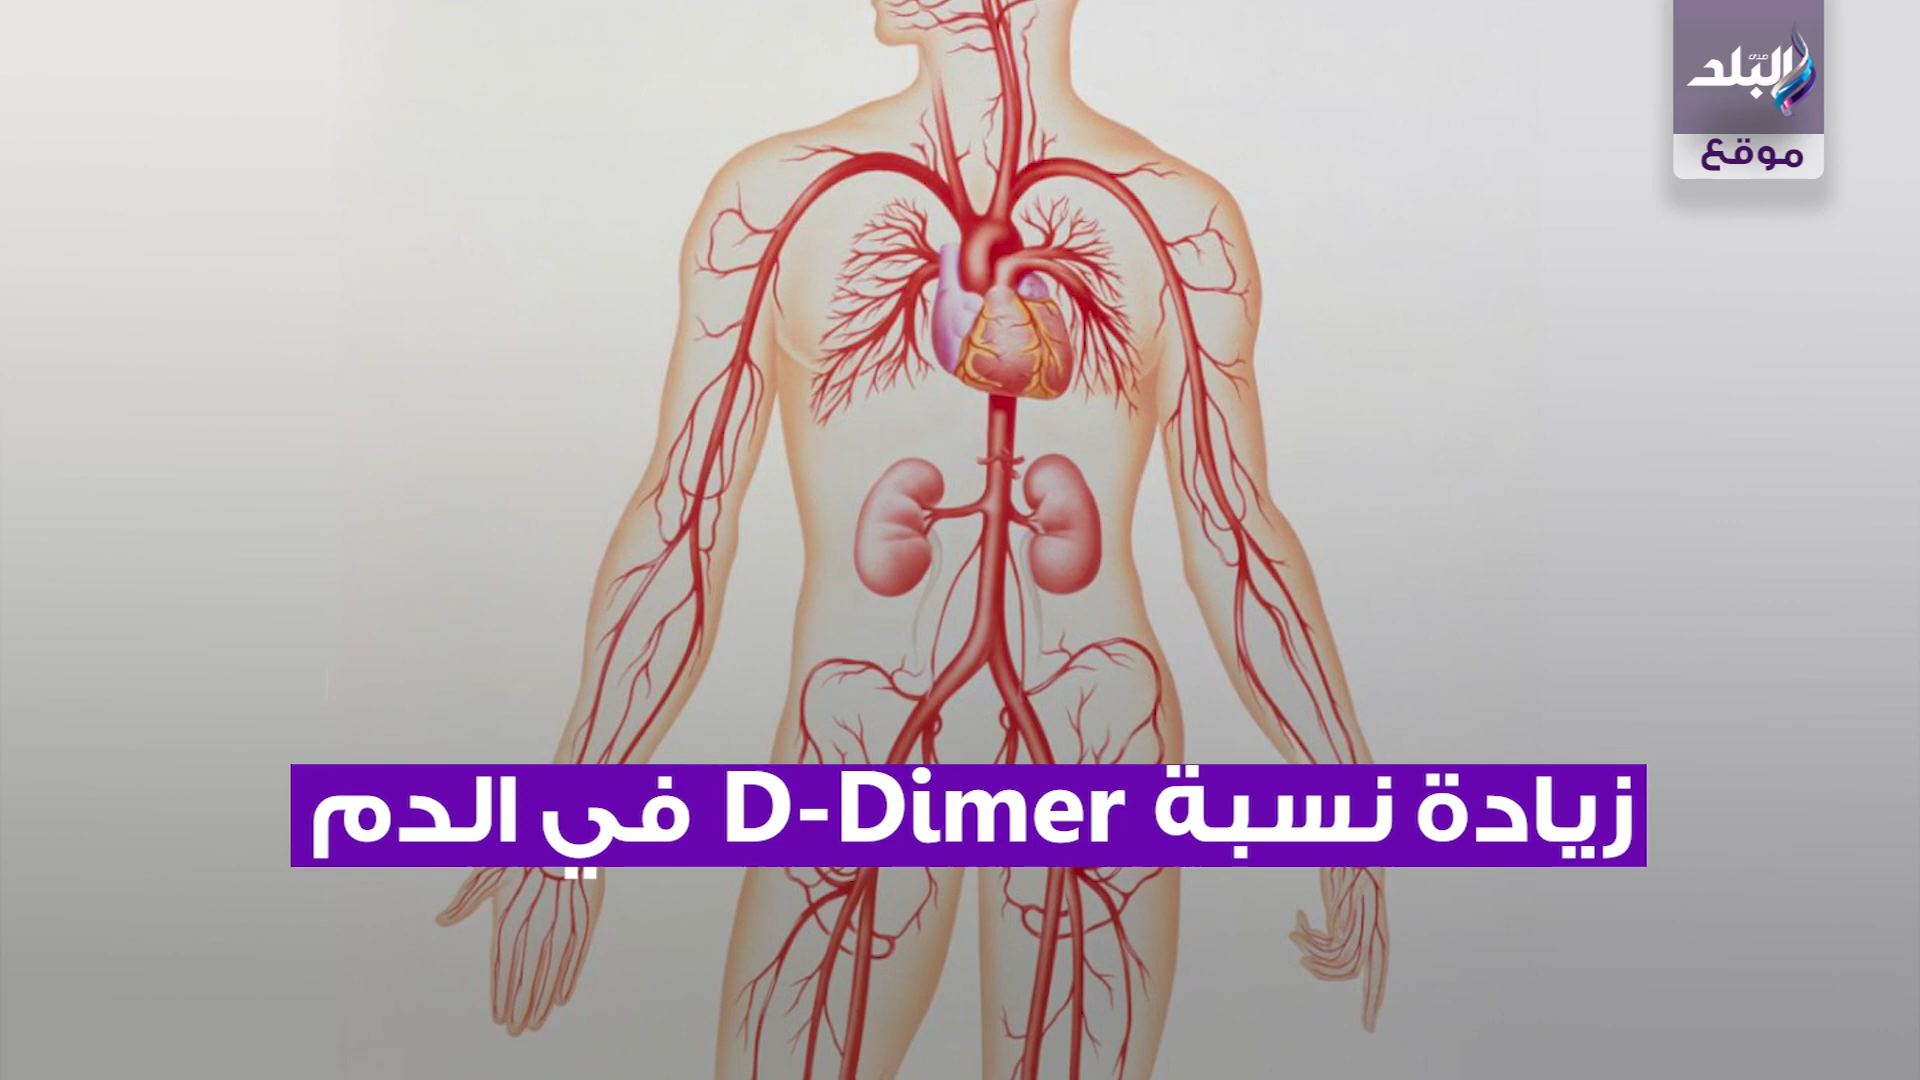 صدى
البلد
موقع
زيادة نسبة D-Dimer في الدم